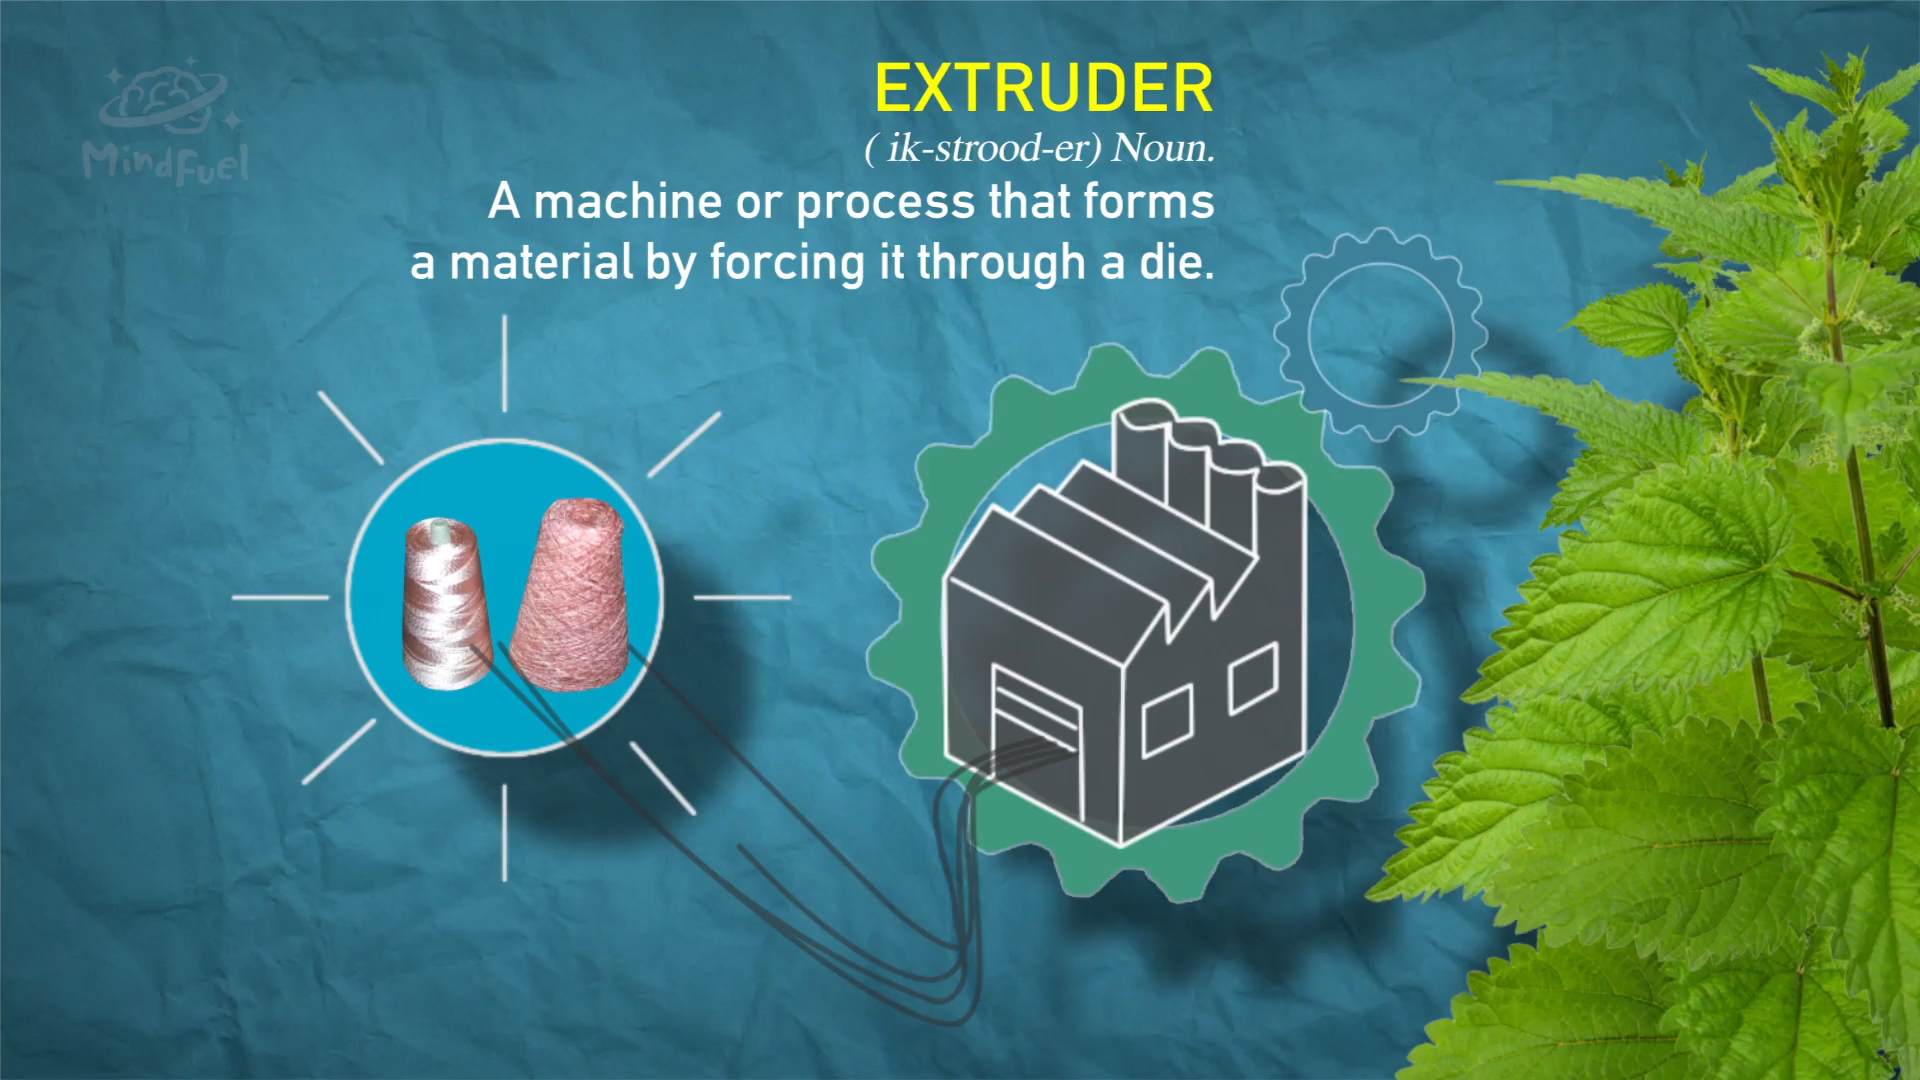 MindFuel
EXTRUDER
( ik-strood-er) Noun.
A machine or process that forms
a material by forcing it through a die.